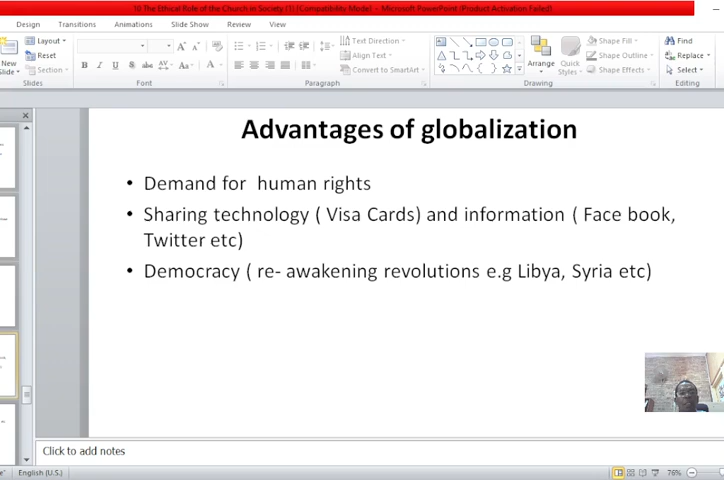 10 The Ethical Role of the Church in Society (1) [Compatibility Mode] - Microsoft PowerPoint (Product Activation Failed)
Design Transitions Animations Slide Show Review View
Layout Text Direction Shape Fill Find
New Reset Align Text Arrange Quick Shape Outline Replace
Slide Section B I U S abc AV Aa A Convert to SmartArt Styles Shape Effects Select
Slides Font Paragraph Drawing Editing
Advantages of globalization
• Demand for human rights
• Sharing technology ( Visa Cards) and information ( Face book,
Twitter etc)
• Democracy ( re- awakening revolutions e.g Libya, Syria etc)
Click to add notes
English (U.S.) 76%